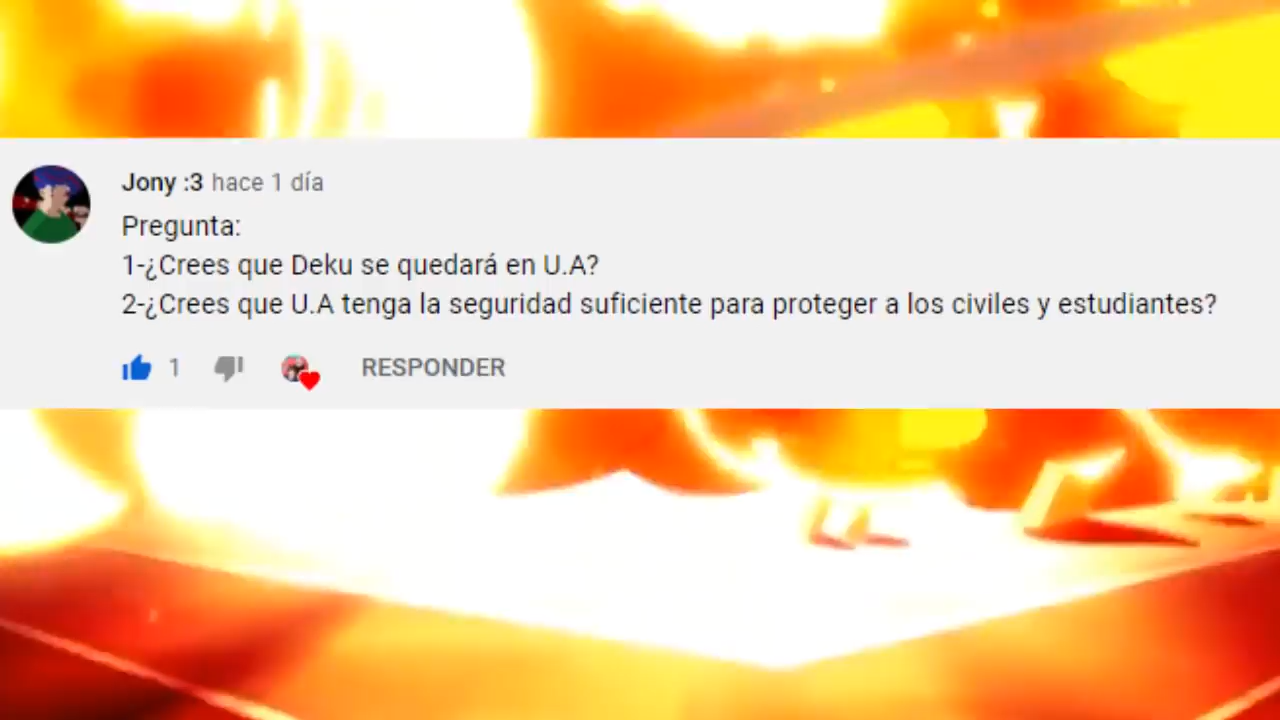 Jony :3 hace 1 día
Pregunta:
1-¿Crees que Deku se quedará en U.A?
2-¿Crees que U.A tenga la seguridad suficiente para proteger a los civiles y estudiantes?
1 RESPONDER